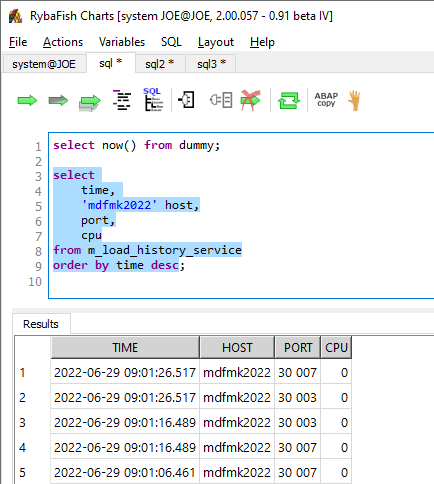 RybaFish Charts [system JOE@JOE, 2.00.057 - 0.91 beta IV]
File Actions Variables SQL Layout Help
system@JOE sql * sql2 * sql3 *
SQL ABAP copy
1 select now() from dummy;
2
3 select
4 time,
5 'mdfmk2022' host,
6 port,
7 cpu
8 from m_load_history_service
9 order by time desc;
10
Results
TIME HOST PORT CPU
1 2022-06-29 09:01:26.517 mdfmk2022 30 007 0
2 2022-06-29 09:01:26.517 mdfmk2022 30 003 0
3 2022-06-29 09:01:16.489 mdfmk2022 30 003 0
4 2022-06-29 09:01:16.489 mdfmk2022 30 007 0
5 2022-06-29 09:01:06.461 mdfmk2022 30 007 0